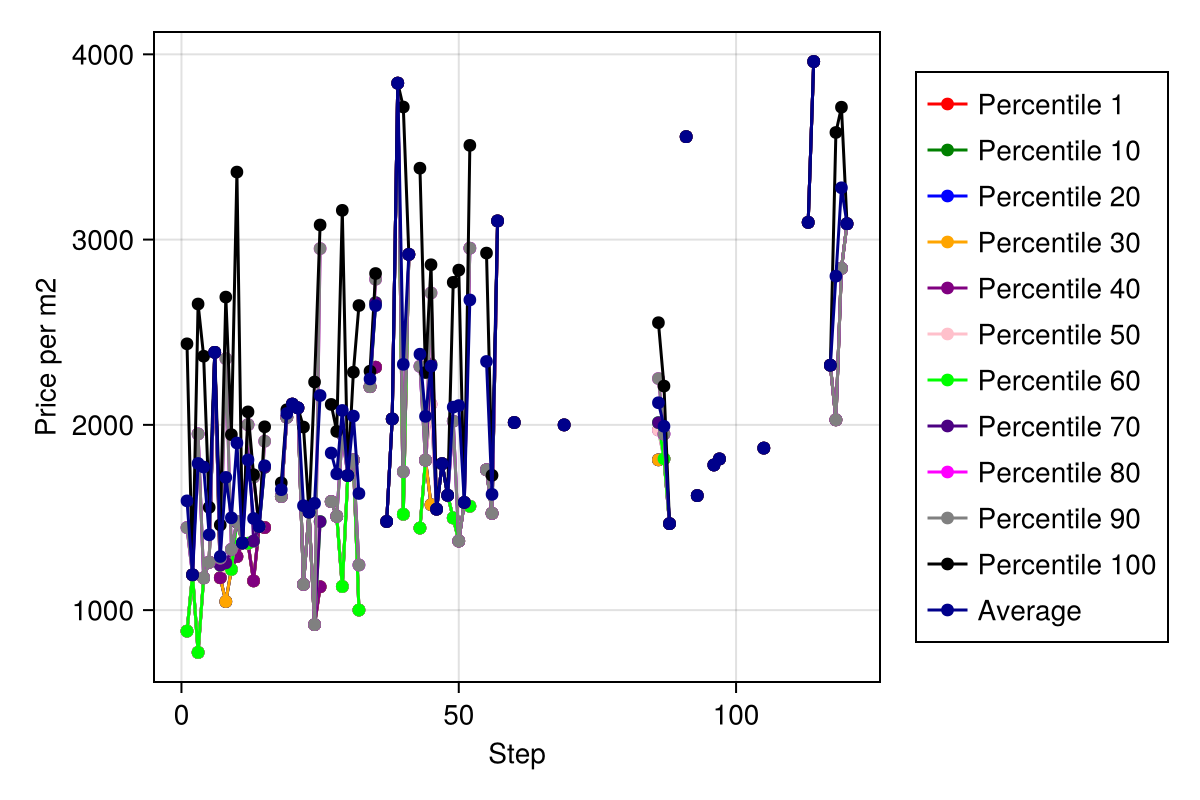 4000
3000
2000
1000
Price per m2
0 50 100
Step
Percentile 1
Percentile 10
Percentile 20
Percentile 30
Percentile 40
Percentile 50
Percentile 60
Percentile 70
Percentile 80
Percentile 90
Percentile 100
Average